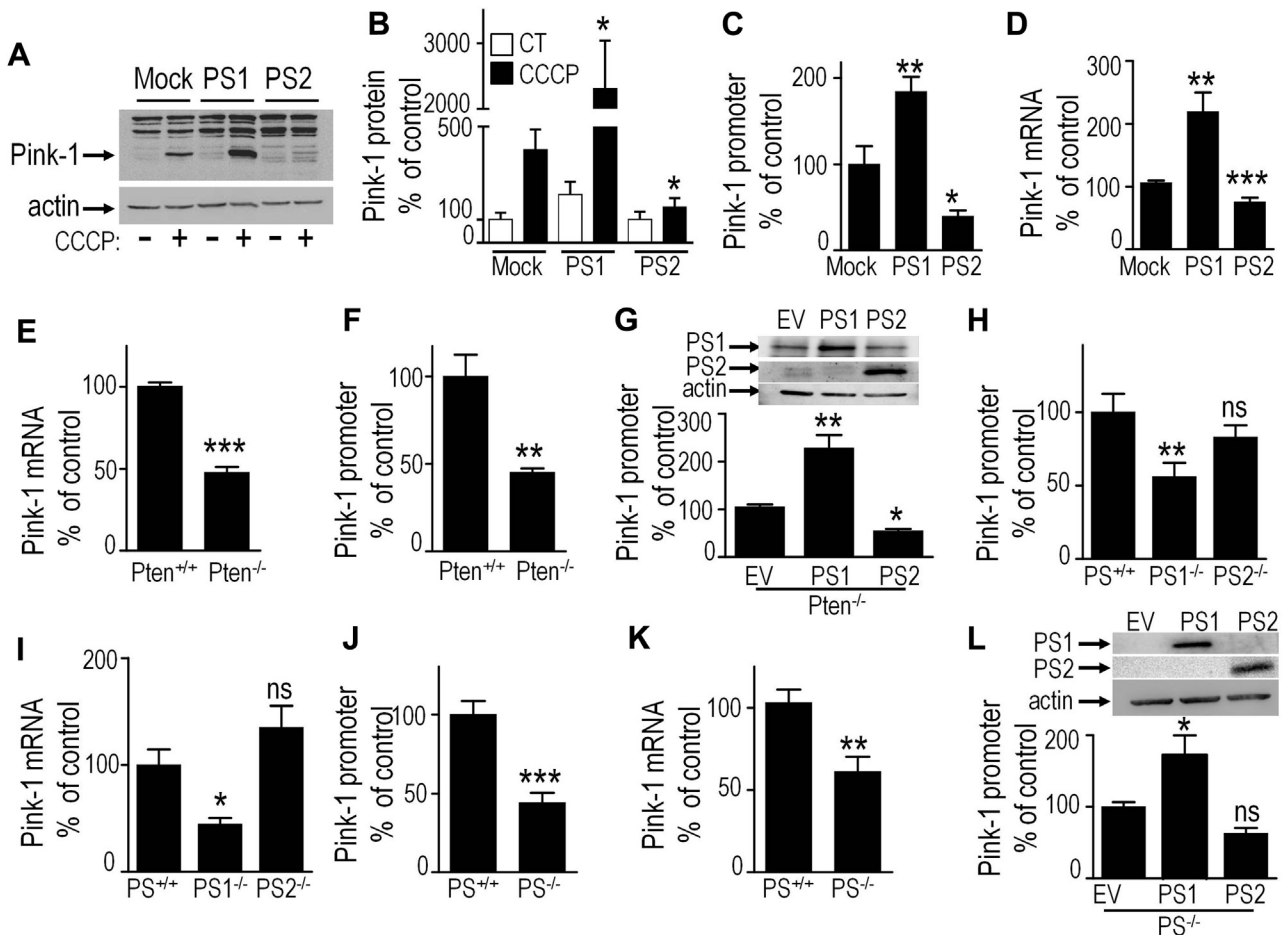 A
Mock PS1 PS2
Pink-1
actin
CCCP: - + - + - +
B
Pink-1 protein
% of control
3000
2000
500
100
0
CT
CCCP
*
*
Mock PS1 PS2
C
Pink-1 promoter
% of control
200
100
0
**
*
Mock PS1 PS2
D
Pink-1 mRNA
% of control
300
200
100
0
**
***
Mock PS1 PS2
E
Pink-1 mRNA
% of control
100
50
0
***
Pten+/+ Pten-/-
F
Pink-1 promoter
% of control
100
50
0
**
Pten+/+ Pten-/-
G
EV PS1 PS2
PS1
PS2
actin
Pink-1 promoter
% of control
300
200
100
0
**
*
EV PS1 PS2
Pten-/-
H
Pink-1 promoter
% of control
100
50
0
**
ns
PS+/+ PS1-/- PS2-/-
I
Pink-1 mRNA
% of control
200
100
0
*
ns
PS+/+ PS1-/- PS2-/-
J
Pink-1 promoter
% of control
100
50
0
***
PS+/+ PS-/-
K
Pink-1 mRNA
% of control
100
50
0
**
PS+/+ PS-/-
L
EV PS1 PS2
PS1
PS2
actin
Pink-1 promoter
% of control
200
100
0
*
ns
EV PS1 PS2
PS-/-